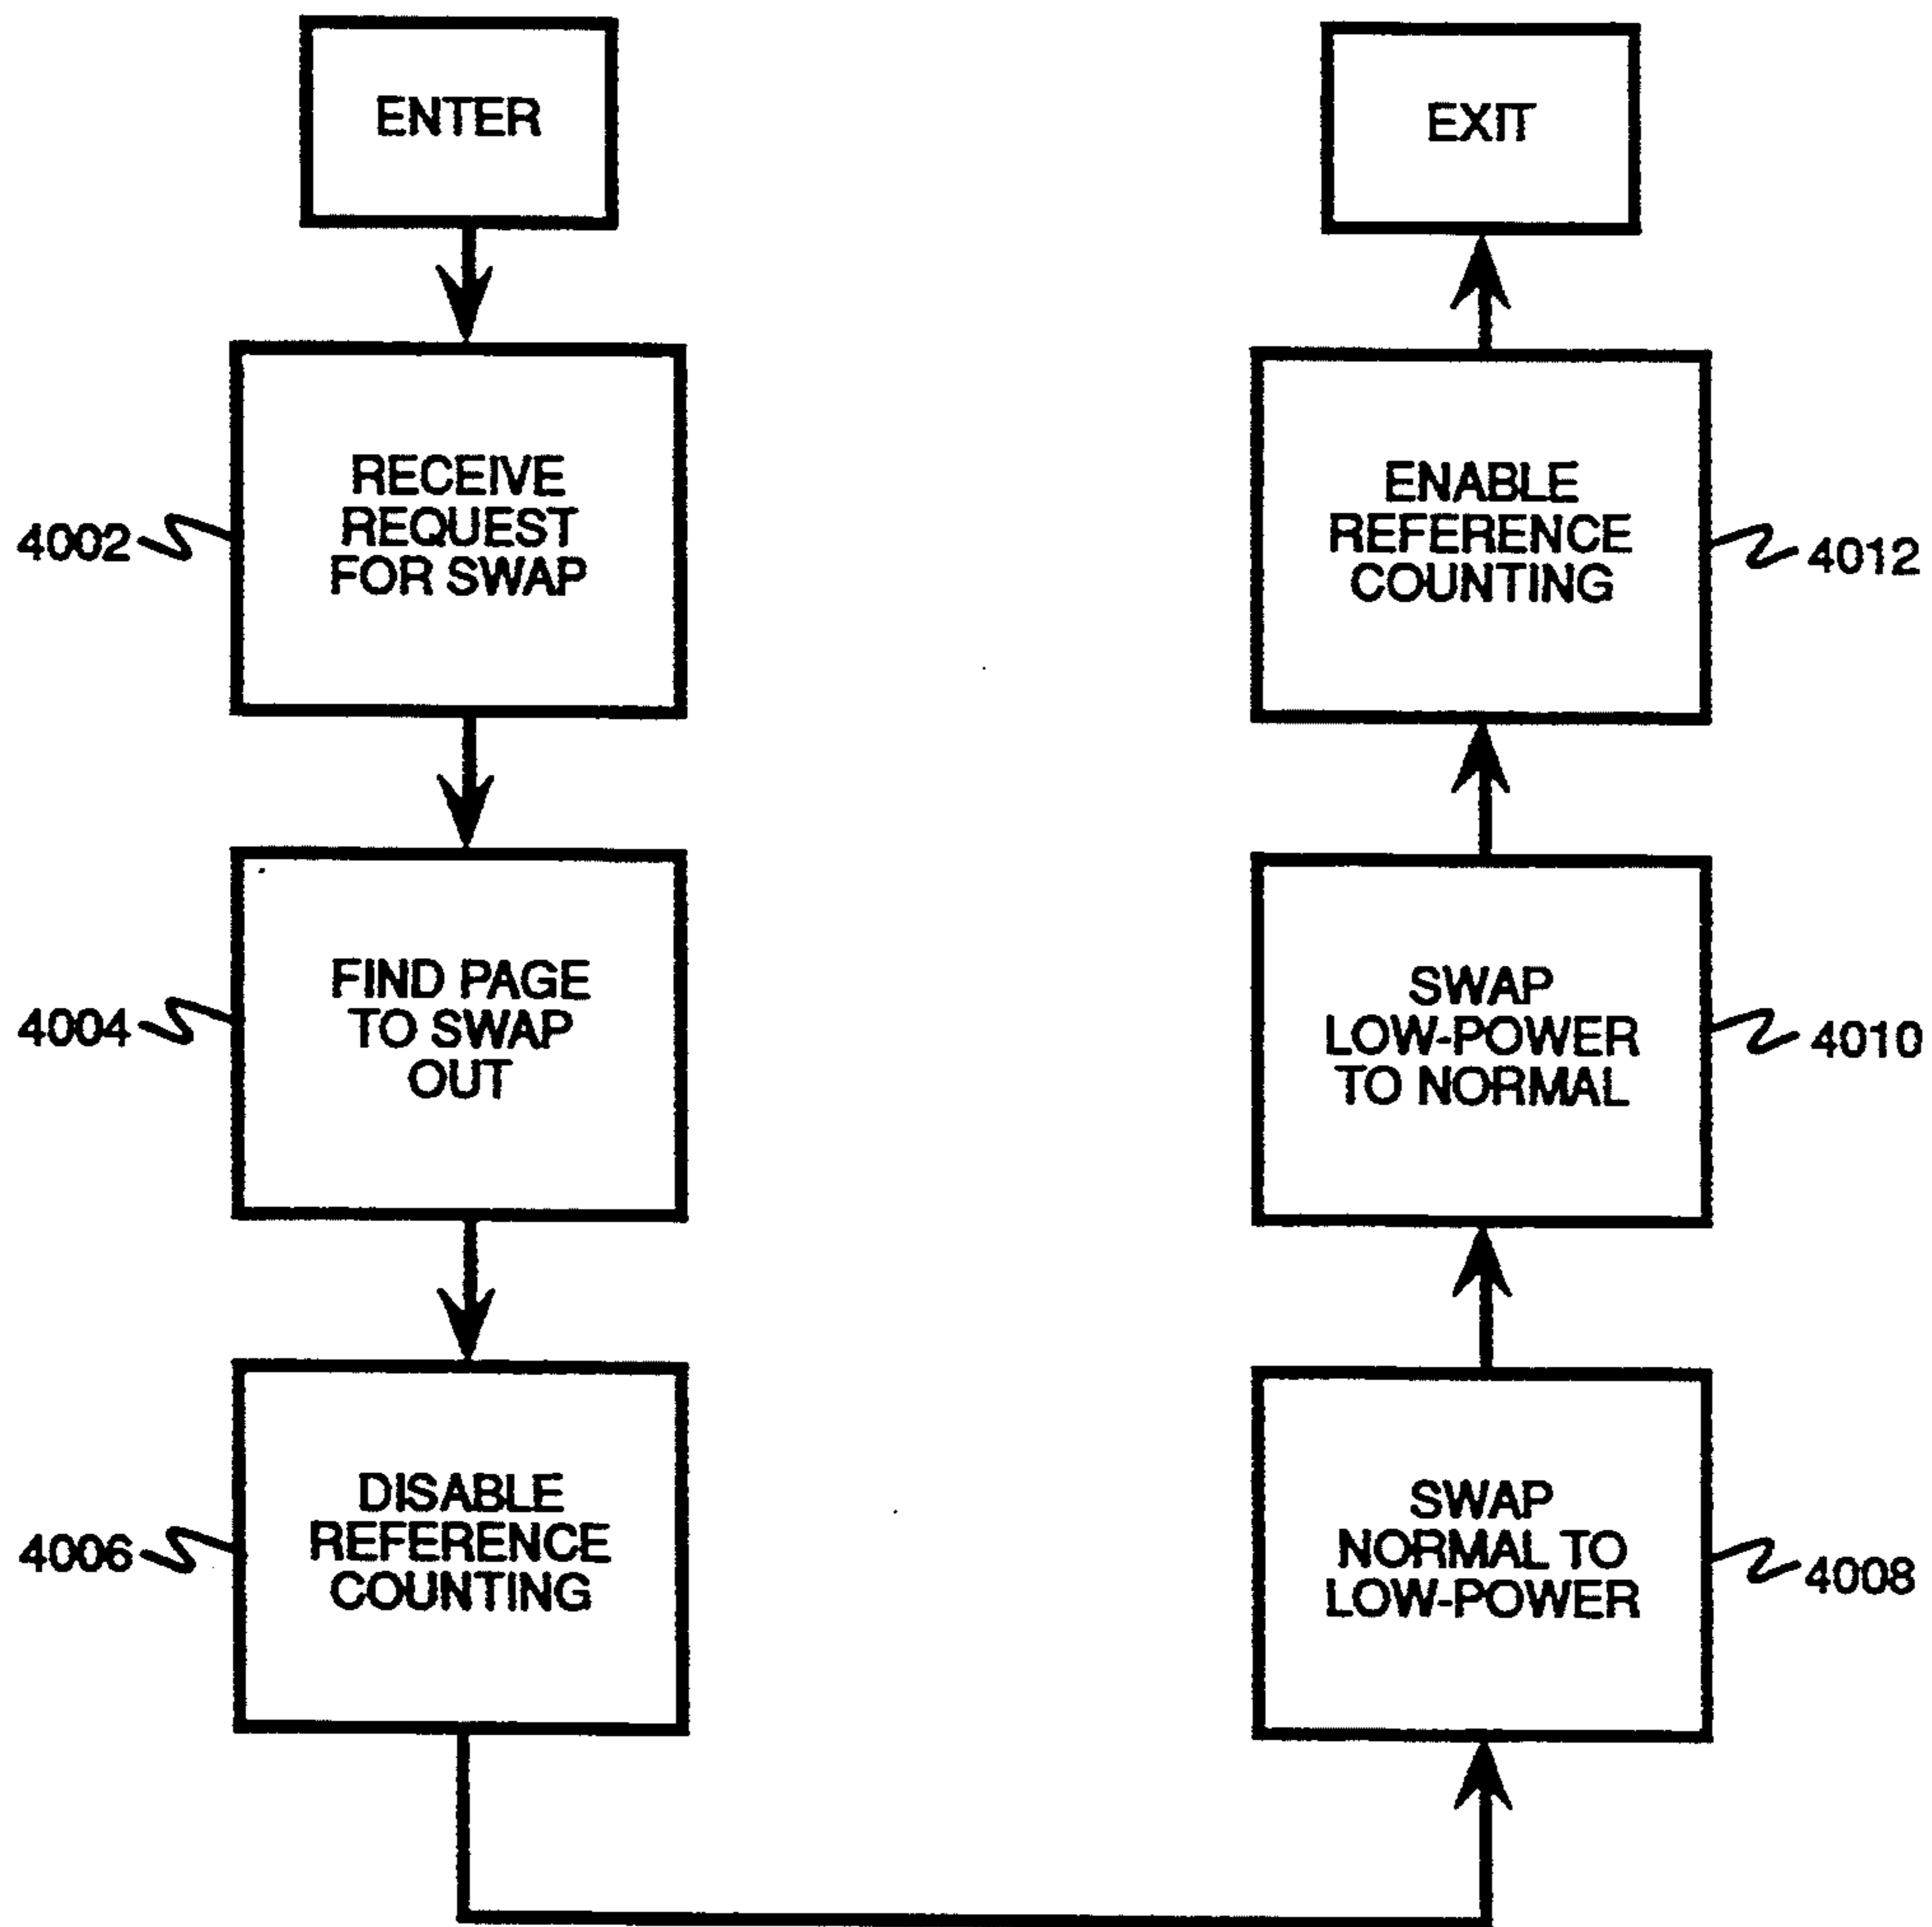 ENTER
4002
RECEIVE
REQUEST
FOR SWAP
4004
FIND PAGE
TO SWAP
OUT
4006
DISABLE
REFERENCE
COUNTING
SWAP
NORMAL TO
LOW-POWER
4008
SWAP
LOW-POWER
TO NORMAL
4010
ENABLE
REFERENCE
COUNTING
4012
EXIT